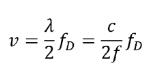 v = λ/2 f_D = c/2f f_D